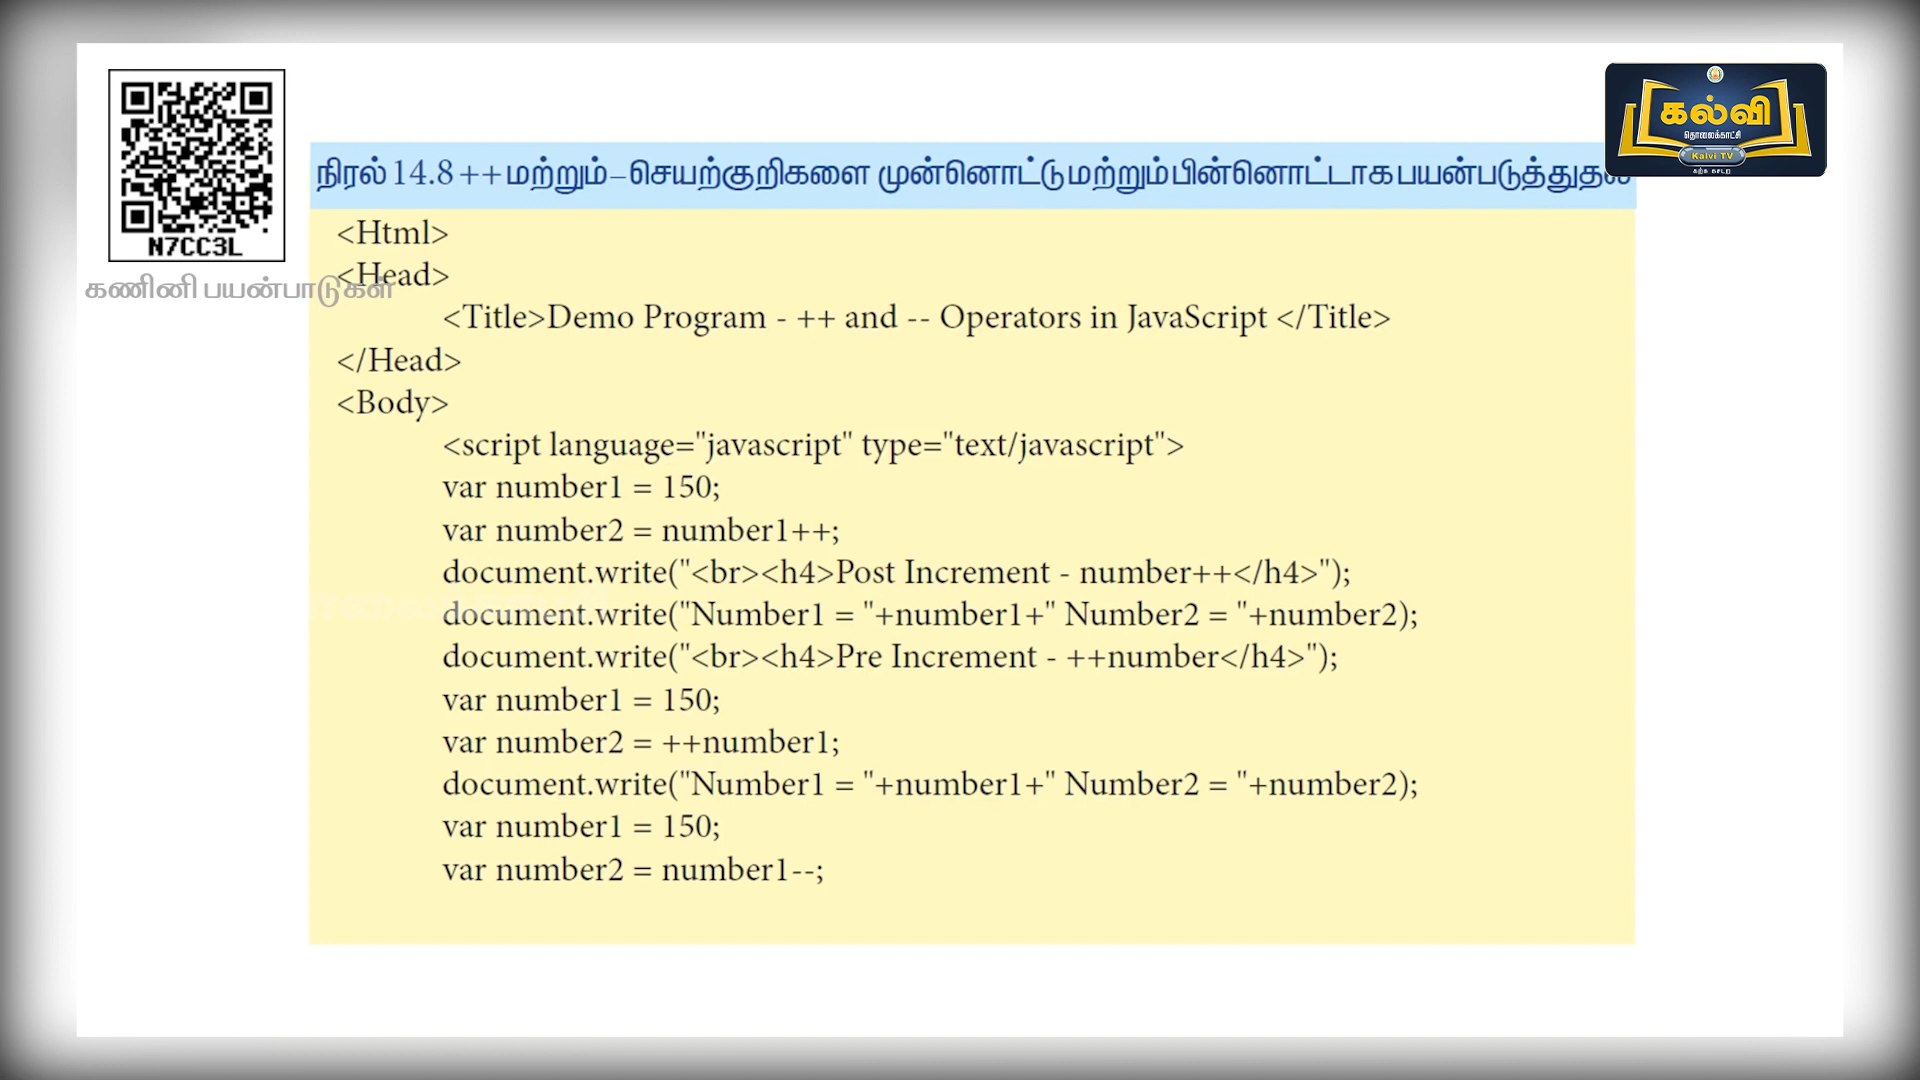 N7CC3L
கணினி பயன்பாடுகள்
கல்வி
தொலைக்காட்சி
Kalvi TV
கற்க கசடற
நிரல் 14.8 ++ மற்றும் – செயற்குறிகளை முன்னொட்டு மற்றும் பின்னொட்டாக பயன்படுத்துதல்
<Html>
<Head>
<Title>Demo Program - ++ and -- Operators in JavaScript </Title>
</Head>
<Body>
<script language="javascript" type="text/javascript">
var number1 = 150;
var number2 = number1++;
document.write("<br><h4>Post Increment - number++</h4>");
document.write("Number1 = "+number1+" Number2 = "+number2);
document.write("<br><h4>Pre Increment - ++number</h4>");
var number1 = 150;
var number2 = ++number1;
document.write("Number1 = "+number1+" Number2 = "+number2);
var number1 = 150;
var number2 = number1--;